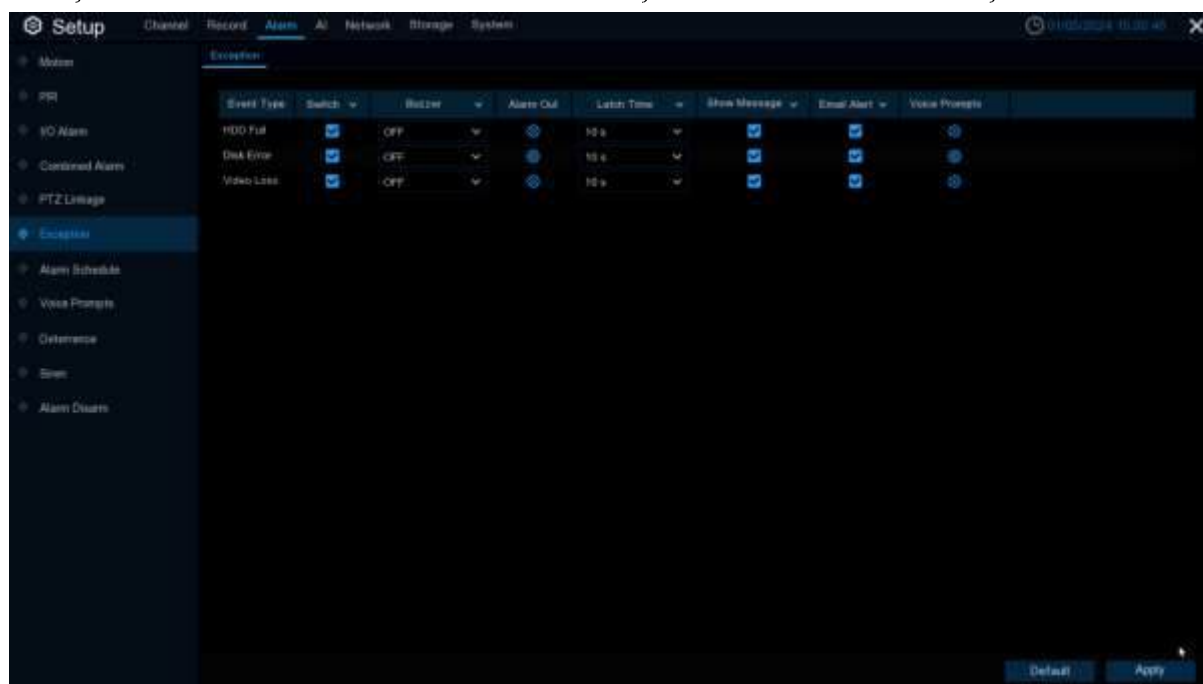 Setup Channel Record Alarm AI Network Storage System
Motion
PIR
I/O Alarm
Combined Alarm
PTZ Linkage
Exception
Alarm Schedule
Voice Prompts
Deterrence
Siren
Alarm Disarm
Exception
Event Type Switch Buzzer Alarm Out Latch Time Show Message Email Alert Voice Prompts
HDD Full OFF 10 s
Disk Error OFF 10 s
Video Loss OFF 10 s
Default Apply